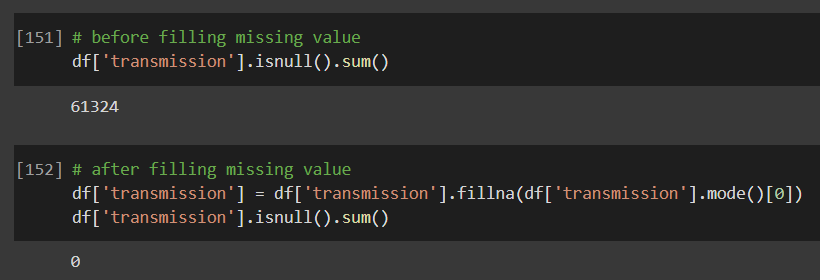 [151] # before filling missing value
df['transmission'].isnull().sum()
61324
[152] # after filling missing value
df['transmission'] = df['transmission'].fillna(df['transmission'].mode()[0])
df['transmission'].isnull().sum()
0